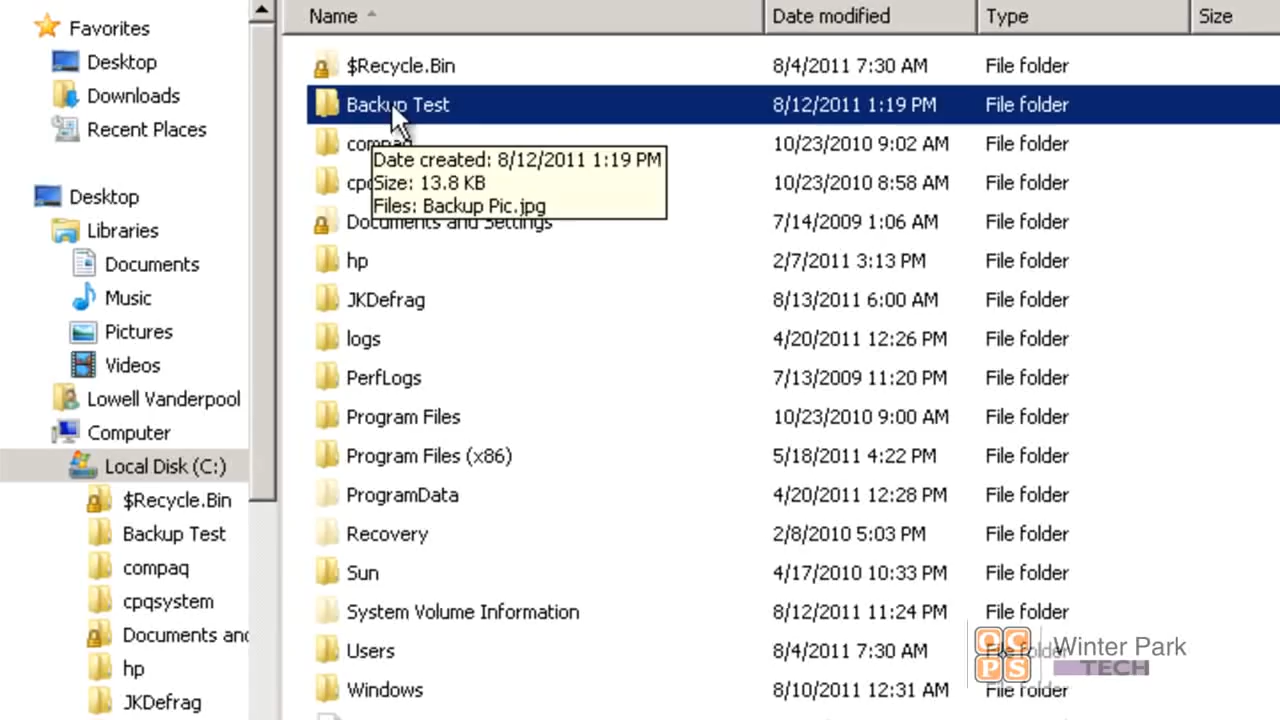 Favorites
Desktop
Downloads
Recent Places
Desktop
Libraries
Documents
Music
Pictures
Videos
Lowell Vanderpool
Computer
Local Disk (C:)
$Recycle.Bin
Backup Test
compaq
cpqsystem
Documents and
hp
JKDefrag
Name Date modified Type Size
$Recycle.Bin 8/4/2011 7:30 AM File folder
Backup Test 8/12/2011 1:19 PM File folder
compaq 10/23/2010 9:02 AM File folder
Date created: 8/12/2011 1:19 PM
Size: 13.8 KB
Files: Backup Pic.jpg
10/23/2010 8:58 AM File folder
Documents and Settings 7/14/2009 1:06 AM File folder
hp 2/7/2011 3:13 PM File folder
JKDefrag 8/13/2011 6:00 AM File folder
logs 4/20/2011 12:26 PM File folder
PerfLogs 7/13/2009 11:20 PM File folder
Program Files 10/23/2010 9:00 AM File folder
Program Files (x86) 5/18/2011 4:22 PM File folder
ProgramData 4/20/2011 12:28 PM File folder
Recovery 2/8/2010 5:03 PM File folder
Sun 4/17/2010 10:33 PM File folder
System Volume Information 8/12/2011 11:24 PM File folder
Users 8/4/2011 7:30 AM File folder
Windows 8/10/2011 12:31 AM File folder
OCPS
Winter Park
TECH